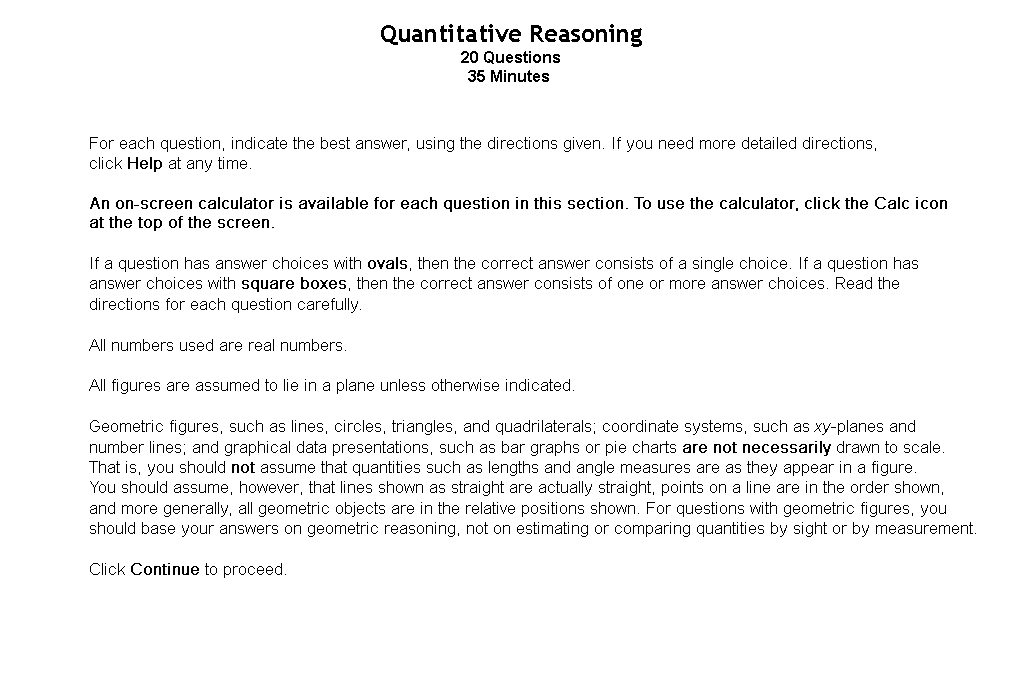 Quantitative Reasoning
20 Questions
35 Minutes
For each question, indicate the best answer, using the directions given. If you need more detailed directions,
click Help at any time.
An on-screen calculator is available for each question in this section. To use the calculator, click the Calc icon
at the top of the screen.
If a question has answer choices with ovals, then the correct answer consists of a single choice. If a question has
answer choices with square boxes, then the correct answer consists of one or more answer choices. Read the
directions for each question carefully.
All numbers used are real numbers.
All figures are assumed to lie in a plane unless otherwise indicated.
Geometric figures, such as lines, circles, triangles, and quadrilaterals; coordinate systems, such as xy-planes and
number lines; and graphical data presentations, such as bar graphs or pie charts are not necessarily drawn to scale.
That is, you should not assume that quantities such as lengths and angle measures are as they appear in a figure.
You should assume, however, that lines shown as straight are actually straight, points on a line are in the order shown,
and more generally, all geometric objects are in the relative positions shown. For questions with geometric figures, you
should base your answers on geometric reasoning, not on estimating or comparing quantities by sight or by measurement.
Click Continue to proceed.